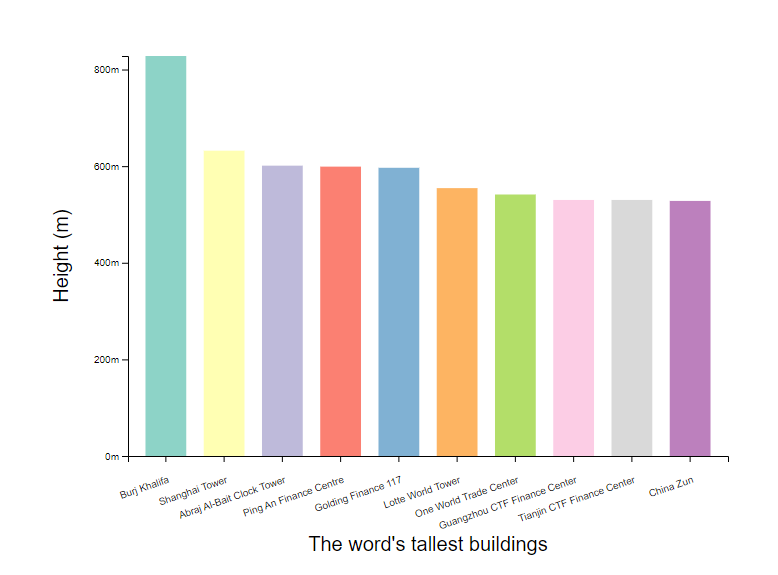 800m
600m
400m
200m
0m
Height (m)
Burj Khalifa
Shanghai Tower
Abraj Al-Bait Clock Tower
Ping An Finance Centre
Golding Finance 117
Lotte World Tower
One World Trade Center
Guangzhou CTF Finance Center
Tianjin CTF Finance Center
China Zun
The word's tallest buildings